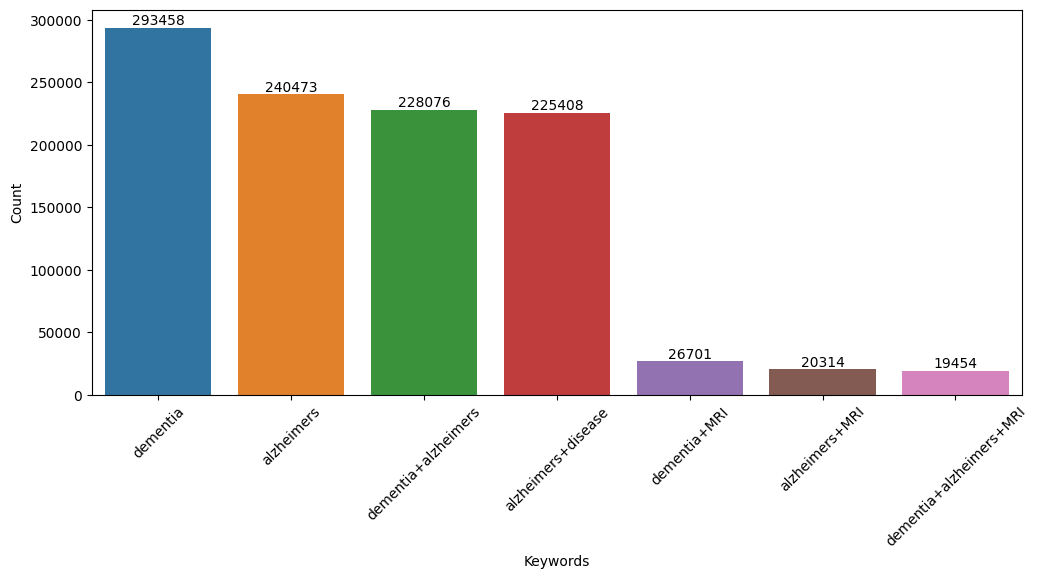 300000
250000
200000
150000
100000
50000
0
Count
293458
240473
228076
225408
26701
20314
19454
dementia
alzheimers
dementia+alzheimers
alzheimers+disease
dementia+MRI
alzheimers+MRI
dementia+alzheimers+MRI
Keywords